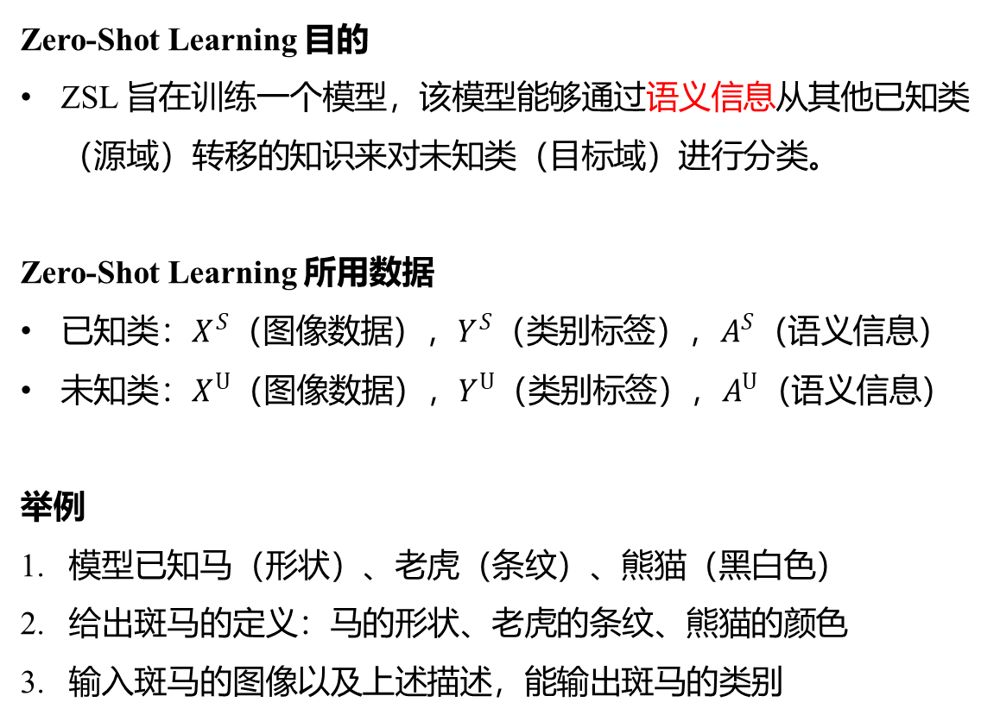 Zero-Shot Learning 目的
• ZSL 旨在训练一个模型，该模型能够通过语义信息从其他已知类
（源域）转移的知识来对未知类（目标域）进行分类。
Zero-Shot Learning 所用数据
• 已知类：X^S（图像数据），Y^S（类别标签），A^S（语义信息）
• 未知类：X^U（图像数据），Y^U（类别标签），A^U（语义信息）
举例
1. 模型已知马（形状）、老虎（条纹）、熊猫（黑白色）
2. 给出斑马的定义：马的形状、老虎的条纹、熊猫的颜色
3. 输入斑马的图像以及上述描述，能输出斑马的类别